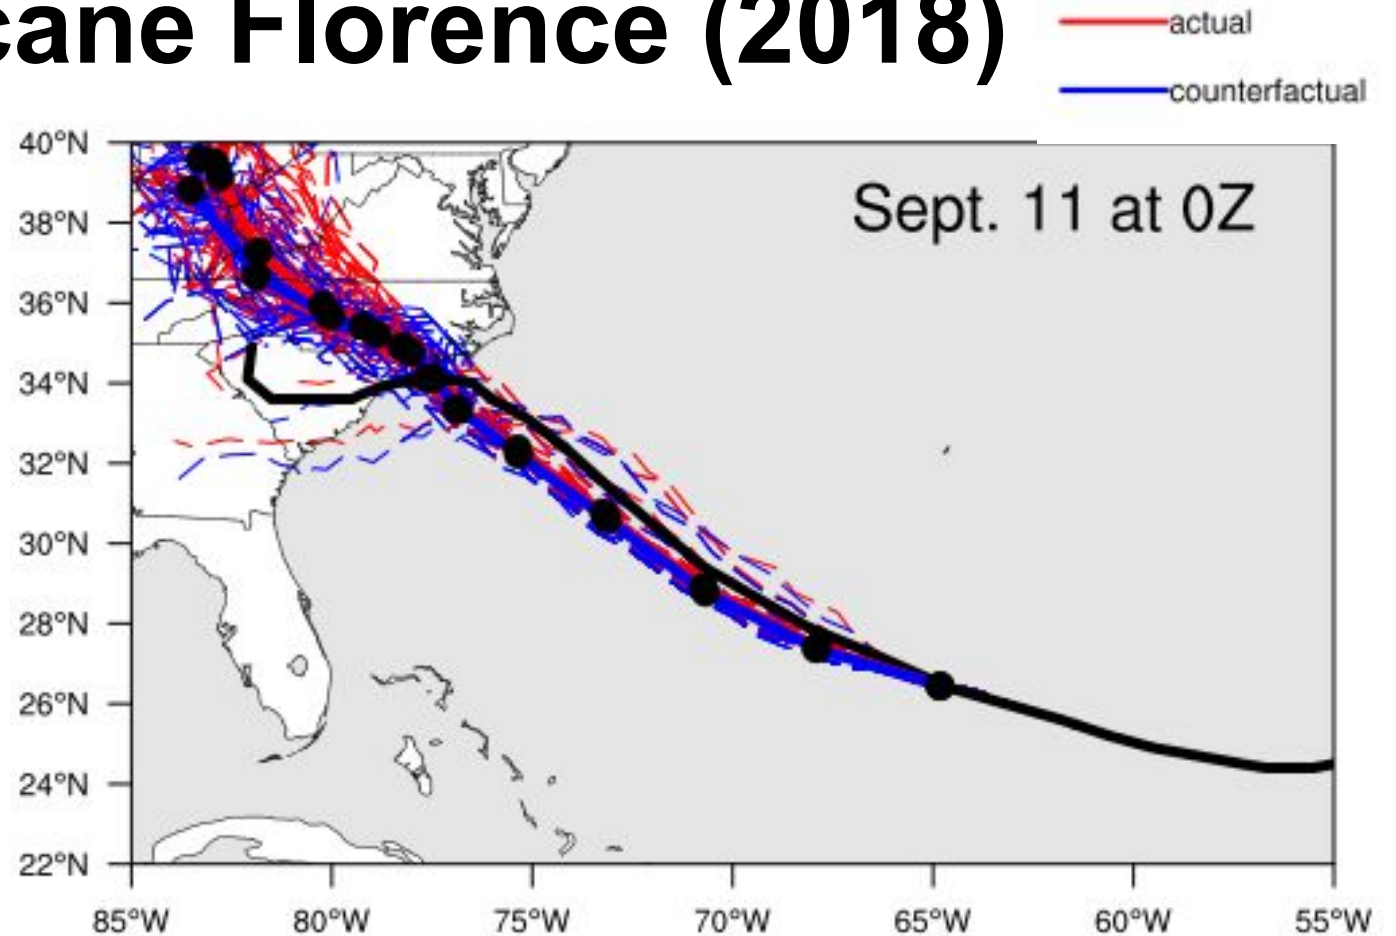 cane Florence (2018)
actual
counterfactual
Sept. 11 at 0Z
40°N
38°N
36°N
34°N
32°N
30°N
28°N
26°N
24°N
22°N
85°W 80°W 75°W 70°W 65°W 60°W 55°W